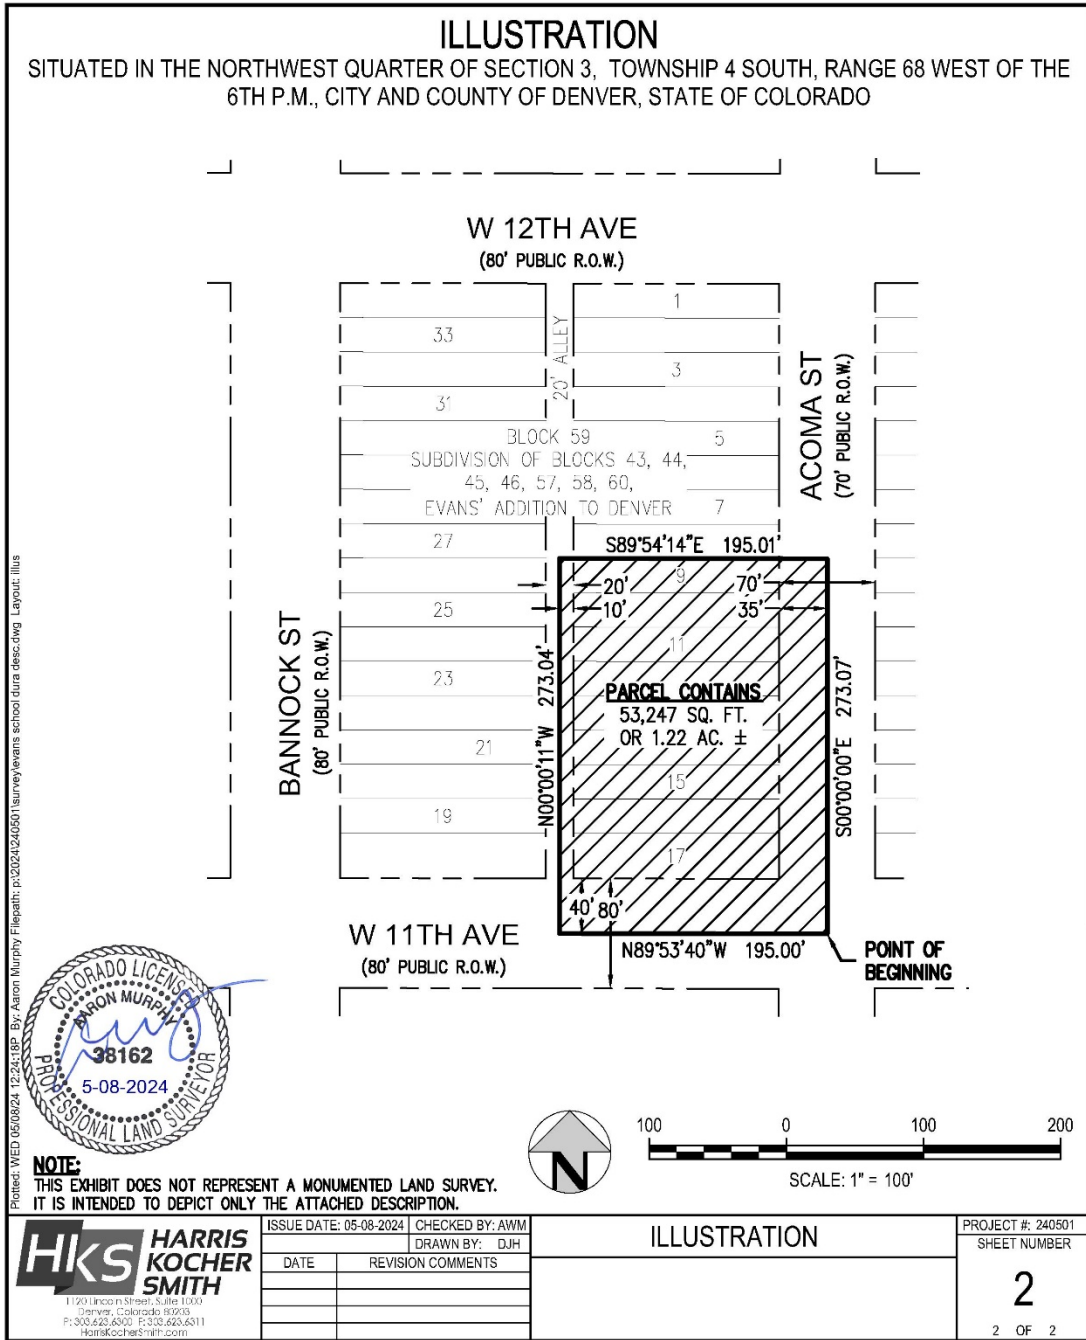 ILLUSTRATION
SITUATED IN THE NORTHWEST QUARTER OF SECTION 3, TOWNSHIP 4 SOUTH, RANGE 68 WEST OF THE
6TH P.M., CITY AND COUNTY OF DENVER, STATE OF COLORADO
W 12TH AVE
(80' PUBLIC R.O.W.)
1
33
20' ALLEY
3
31
ACOMA ST
(70' PUBLIC R.O.W.)
BLOCK 59
5
SUBDIVISION OF BLOCKS 43, 44,
45, 46, 57, 58, 60,
EVANS' ADDITION TO DENVER
7
27
S89°54'14"E 195.01'
9
20'
70'
10'
35'
25
11
BANNOCK ST
(80' PUBLIC R.O.W.)
23
N00°00'11"W 273.04'
PARCEL CONTAINS
53,247 SQ. FT.
OR 1.22 AC. ±
S00°00'00"E 273.07'
21
15
19
17
40'
80'
W 11TH AVE
(80' PUBLIC R.O.W.)
N89°53'40"W 195.00'
POINT OF
BEGINNING
COLORADO LICENSED
AARON MURPHY
38162
5-08-2024
PROFESSIONAL LAND SURVEYOR
N
100 0 100 200
SCALE: 1" = 100'
NOTE:
THIS EXHIBIT DOES NOT REPRESENT A MONUMENTED LAND SURVEY.
IT IS INTENDED TO DEPICT ONLY THE ATTACHED DESCRIPTION.
Plotted: WED 05/08/24 12:24:18P By: Aaron Murphy Filepath: p:\2024\240501\survey\evans school dura desc.dwg Layout: illus
HKS HARRIS
KOCHER
SMITH
1120 Lincoln Street, Suite 1000
Denver, Colorado 80203
P: 303.623.6300 F: 303.623.6311
HarrisKocherSmith.com
ISSUE DATE: 05-08-2024
CHECKED BY: AWM
DRAWN BY: DJH
DATE
REVISION COMMENTS
ILLUSTRATION
PROJECT #: 240501
SHEET NUMBER
2
2 OF 2